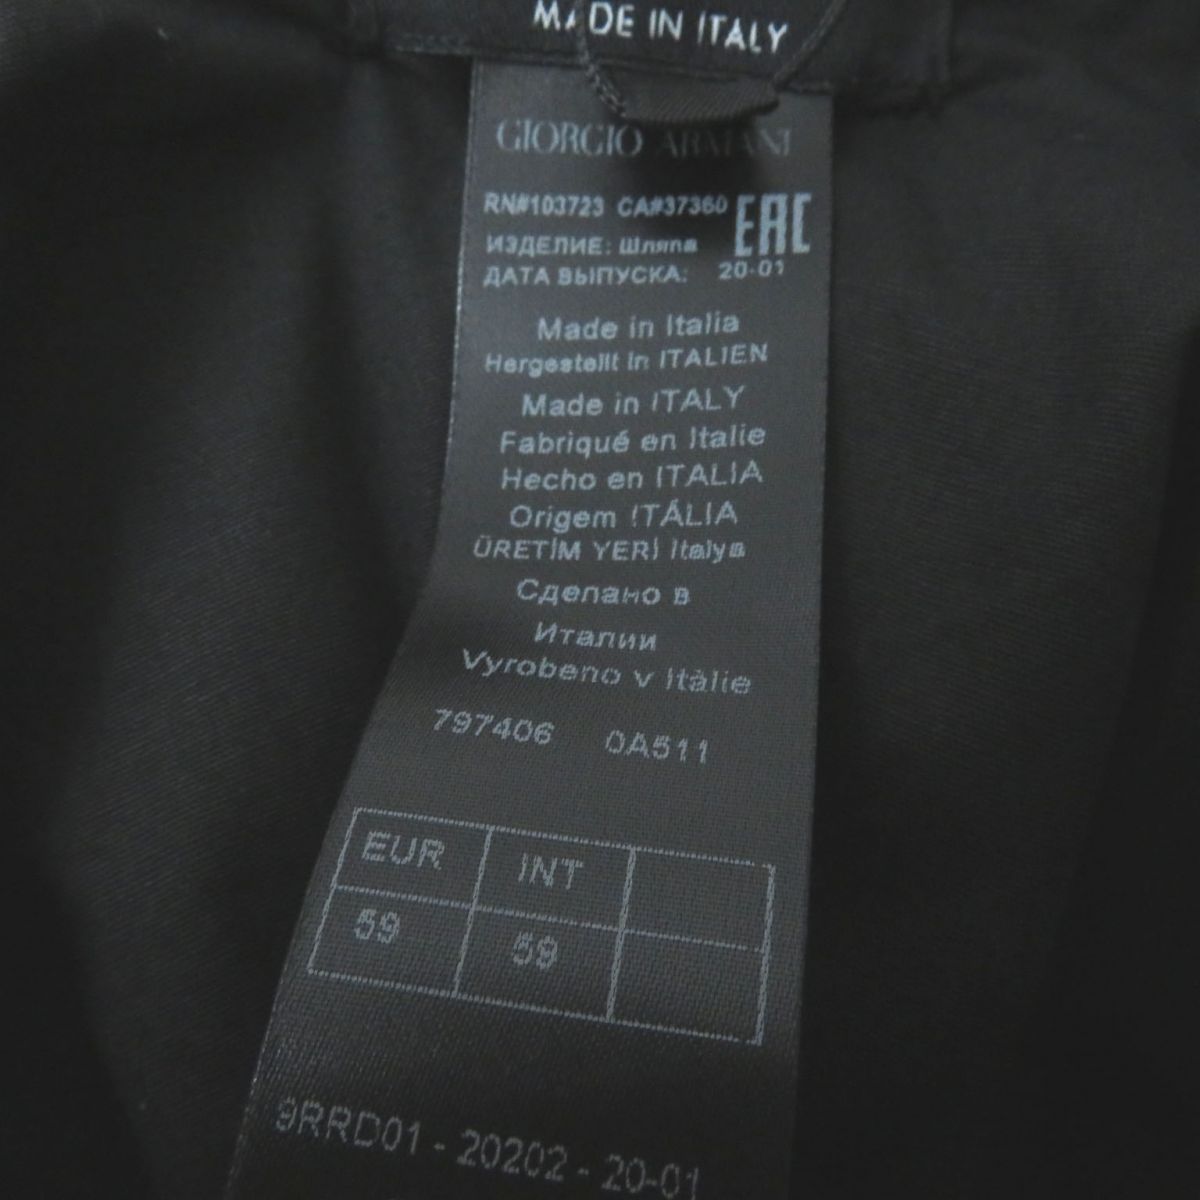 MADE IN ITALY
GIORGIO ARMANI
RN#103723 CA#37360 EAC
ИЗДЕЛИЕ: Шляпа
ДАТА ВЫПУСКА: 20-01
Made in Italia
Hergestellt in ITALIEN
Made in ITALY
Fabriqué en Italie
Hecho en ITALIA
Origem ITÁLIA
ÜRETİM YERİ Italya
Сделано в
Италии
Vyrobeno v Itálie
797406 0A511
EUR INT
59 59
9RRD01 - 20202 - 20-01